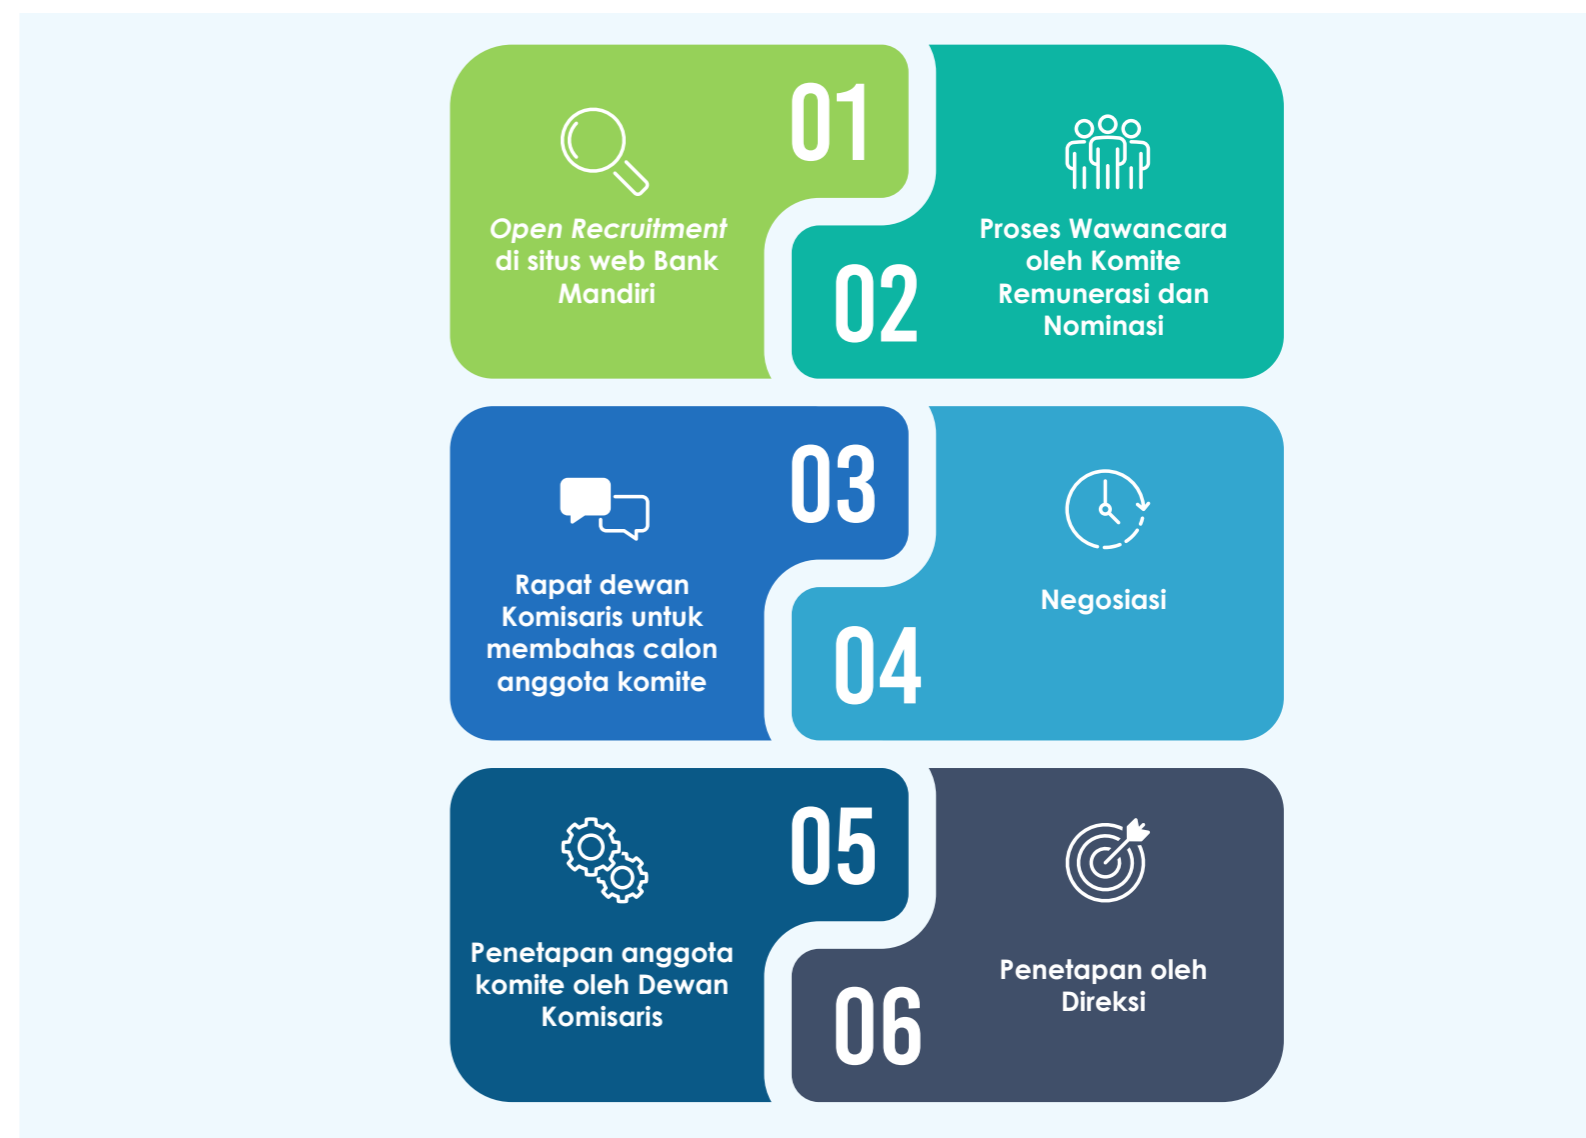 01
Open Recruitment
di situs web Bank
Mandiri
02
Proses Wawancara
oleh Komite
Remunerasi dan
Nominasi
03
Rapat dewan
Komisaris untuk
membahas calon
anggota komite
04
Negosiasi
05
Penetapan anggota
komite oleh Dewan
Komisaris
06
Penetapan oleh
Direksi